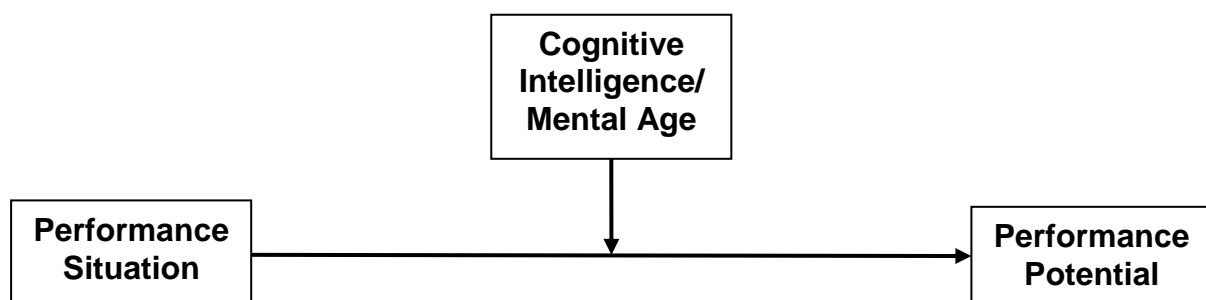 Cognitive
Intelligence/
Mental Age
Performance
Situation
Performance
Potential